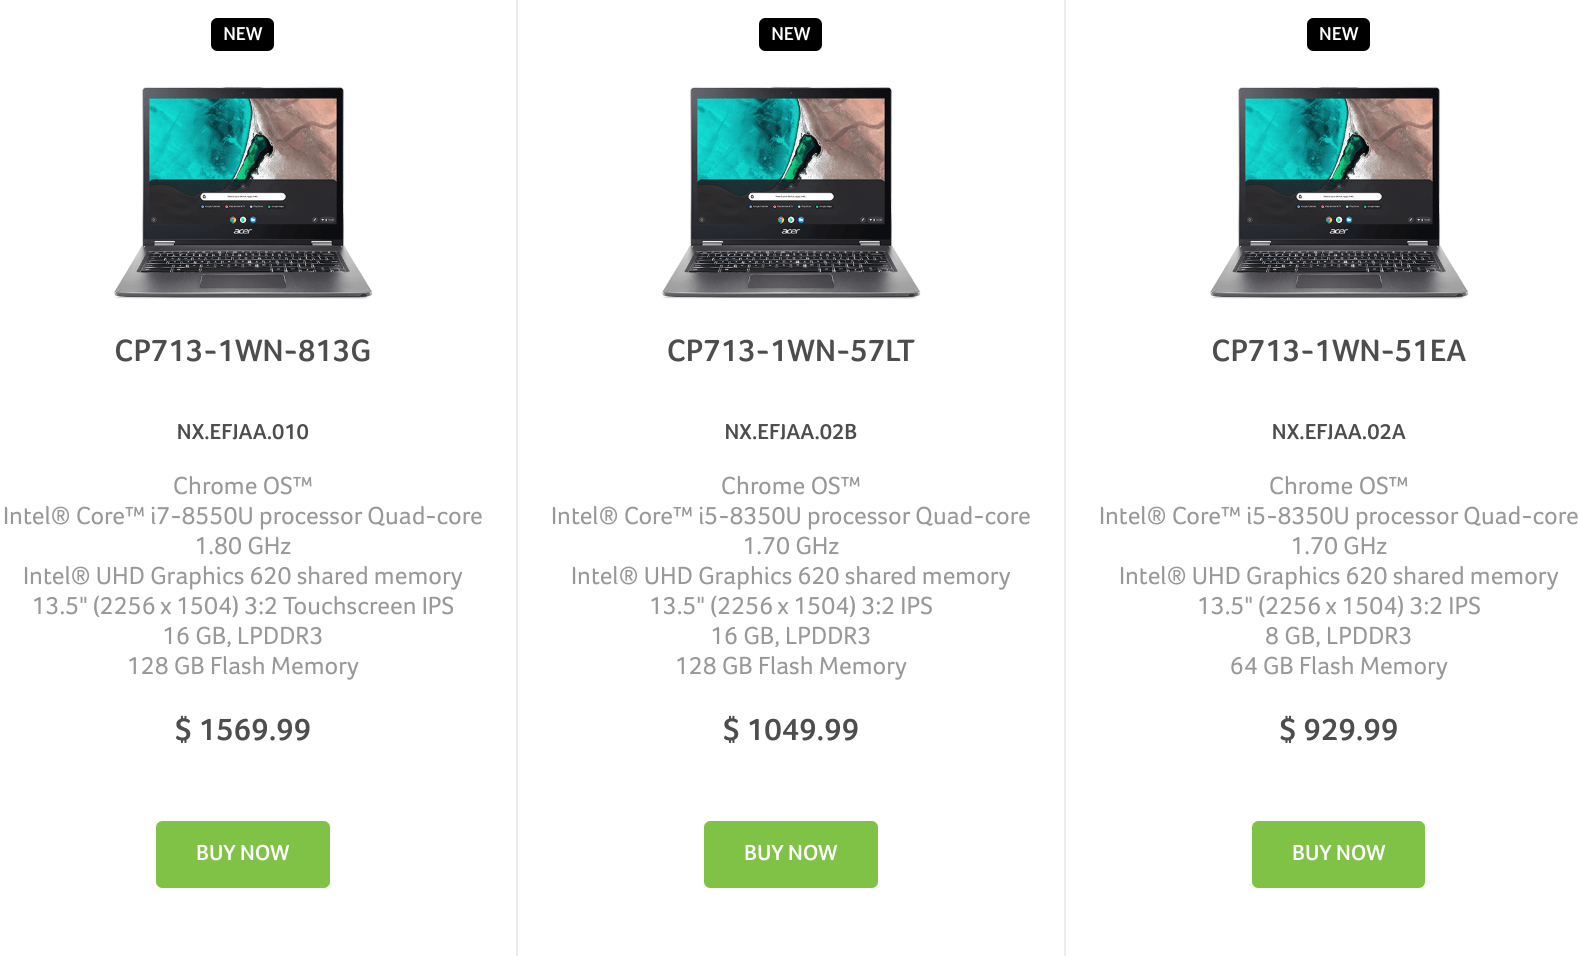 NEW
acer
CP713-1WN-813G
NX.EFJAA.010
Chrome OS™
Intel® Core™ i7-8550U processor Quad-core
1.80 GHz
Intel® UHD Graphics 620 shared memory
13.5" (2256 x 1504) 3:2 Touchscreen IPS
16 GB, LPDDR3
128 GB Flash Memory
$ 1569.99
BUY NOW
NEW
acer
CP713-1WN-57LT
NX.EFJAA.02B
Chrome OS™
Intel® Core™ i5-8350U processor Quad-core
1.70 GHz
Intel® UHD Graphics 620 shared memory
13.5" (2256 x 1504) 3:2 IPS
16 GB, LPDDR3
128 GB Flash Memory
$ 1049.99
BUY NOW
NEW
acer
CP713-1WN-51EA
NX.EFJAA.02A
Chrome OS™
Intel® Core™ i5-8350U processor Quad-core
1.70 GHz
Intel® UHD Graphics 620 shared memory
13.5" (2256 x 1504) 3:2 IPS
8 GB, LPDDR3
64 GB Flash Memory
$ 929.99
BUY NOW